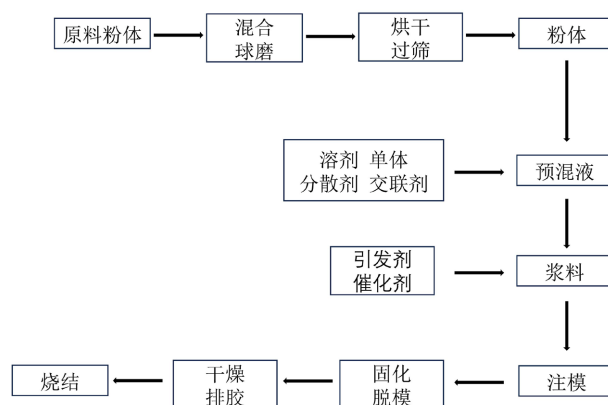 原料粉体
混合
球磨
烘干
过筛
粉体
溶剂 单体
分散剂 交联剂
预混液
引发剂
催化剂
浆料
烧结
干燥
排胶
固化
脱模
注模